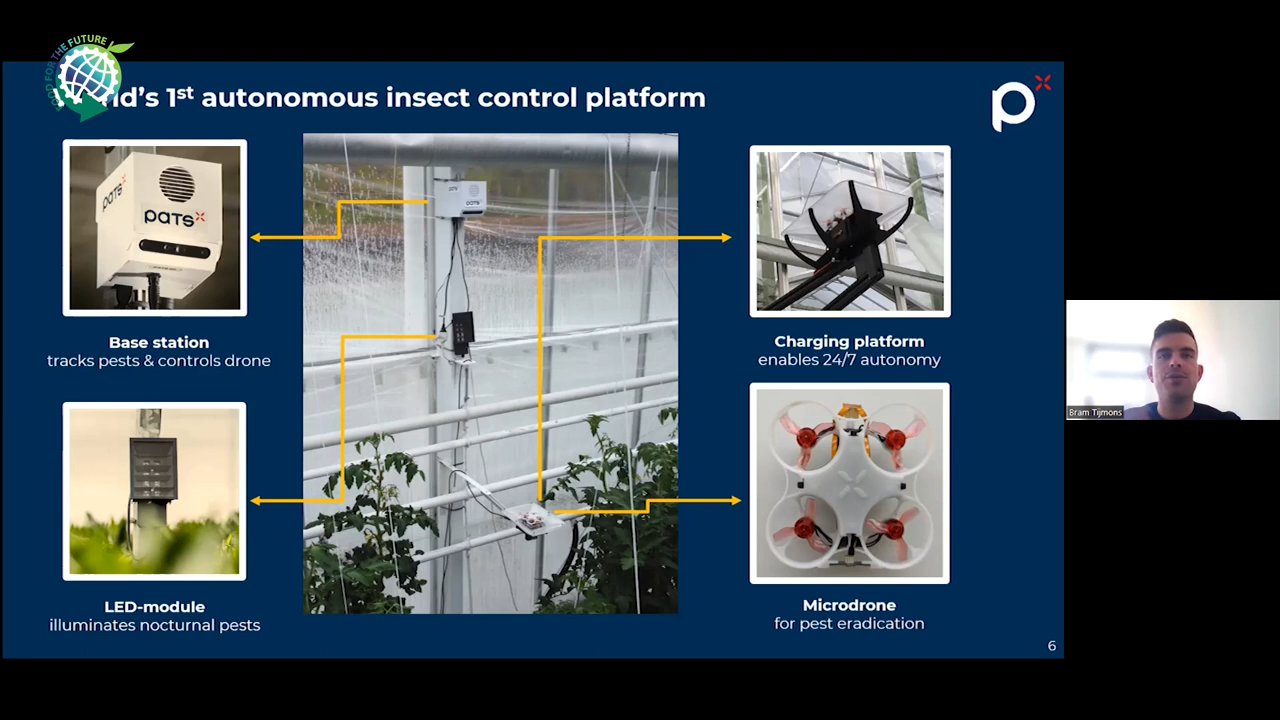 FOOD FOR THE FUTURE
1st autonomous insect control platform
PATS
PATS
Base station
tracks pests & controls drone
LED-module
illuminates nocturnal pests
Charging platform
enables 24/7 autonomy
Microdrone
for pest eradication
6
Bram Tijmons